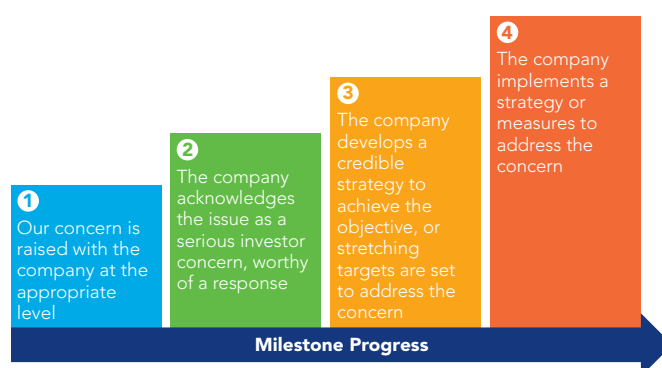 1
Our concern is
raised with the
company at the
appropriate
level
2
The company
acknowledges
the issue as a
serious investor
concern, worthy
of a response
3
The company
develops a
credible
strategy to
achieve the
objective, or
stretching
targets are set
to address the
concern
4
The company
implements a
strategy or
measures to
address the
concern
Milestone Progress